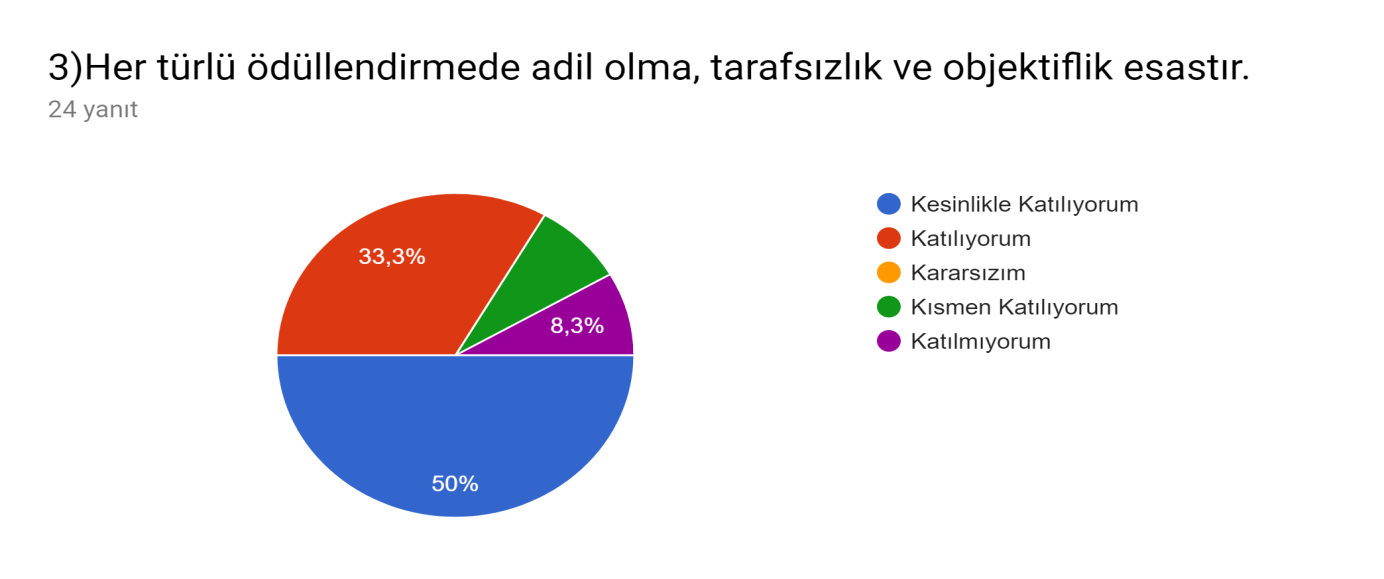 3)Her türlü ödüllendirmede adil olma, tarafsızlık ve objektiflik esastır.
24 yanıt
Kesinlikle Katılıyorum
Katılıyorum
Kararsızım
Kısmen Katılıyorum
Katılmıyorum
33,3%
8,3%
50%